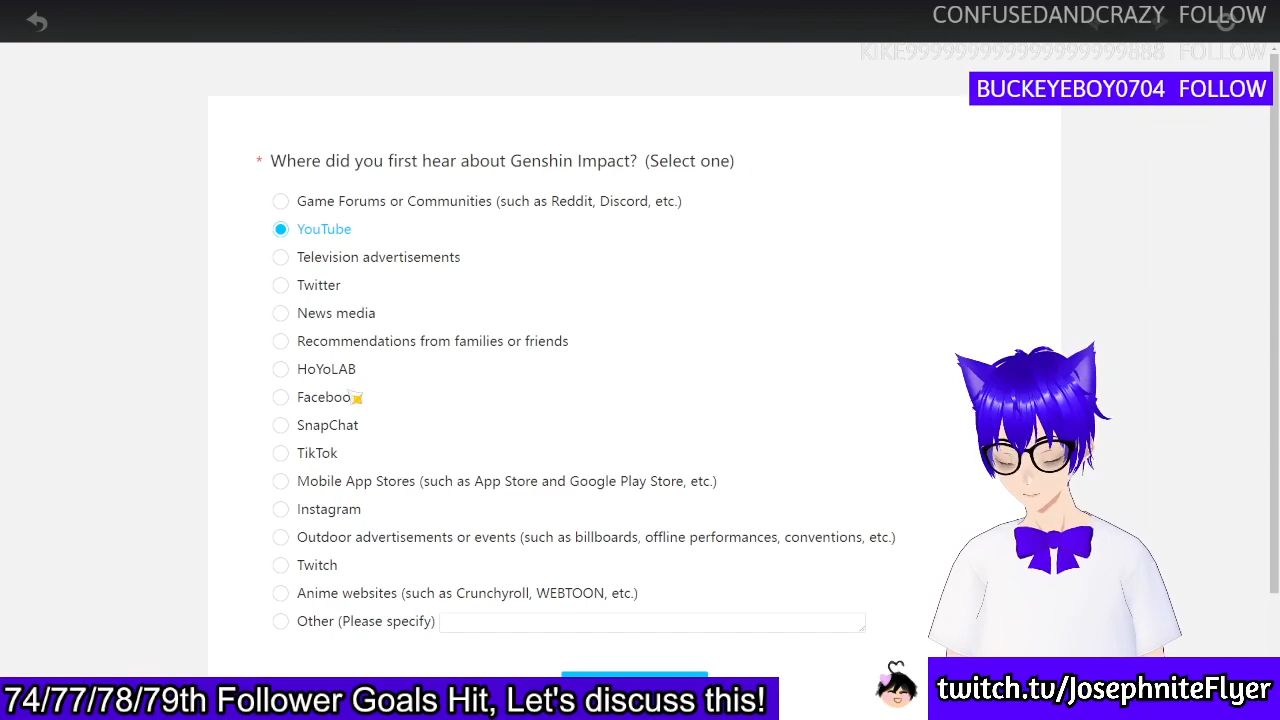 CONFUSEDANDCRAZY FOLLOW
BUCKEYEBOY0704 FOLLOW
* Where did you first hear about Genshin Impact? (Select one)
Game Forums or Communities (such as Reddit, Discord, etc.)
YouTube
Television advertisements
Twitter
News media
Recommendations from families or friends
HoYoLAB
Facebook
SnapChat
TikTok
Mobile App Stores (such as App Store and Google Play Store, etc.)
Instagram
Outdoor advertisements or events (such as billboards, offline performances, conventions, etc.)
Twitch
Anime websites (such as Crunchyroll, WEBTOON, etc.)
Other (Please specify)
74/77/78/79th Follower Goals Hit, Let's discuss this!
twitch.tv/JosephniteFlyer